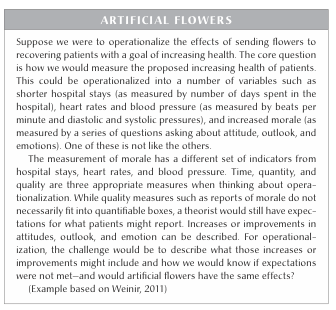 ARTIFICIAL FLOWERS
Suppose we were to operationalize the effects of sending flowers to
recovering patients with a goal of increasing health. The core question
is how we would measure the proposed increasing health of patients.
This could be operationalized into a number of variables such as
shorter hospital stays (as measured by number of days spent in the
hospital), heart rates and blood pressure (as measured by beats per
minute and diastolic and systolic pressures), and increased morale (as
measured by a series of questions asking about attitude, outlook, and
emotions). One of these is not like the others.
The measurement of morale has a different set of indicators from
hospital stays, heart rates, and blood pressure. Time, quantity, and
quality are three appropriate measures when thinking about opera-
tionalization. While quality measures such as reports of morale do not
necessarily fit into quantifiable boxes, a theorist would still have expec-
tations for what patients might report. Increases or improvements in
attitudes, outlook, and emotion can be described. For operational-
ization, the challenge would be to describe what those increases or
improvements might include and how we would know if expectations
were not met—and would artificial flowers have the same effects?
(Example based on Weinir, 2011)